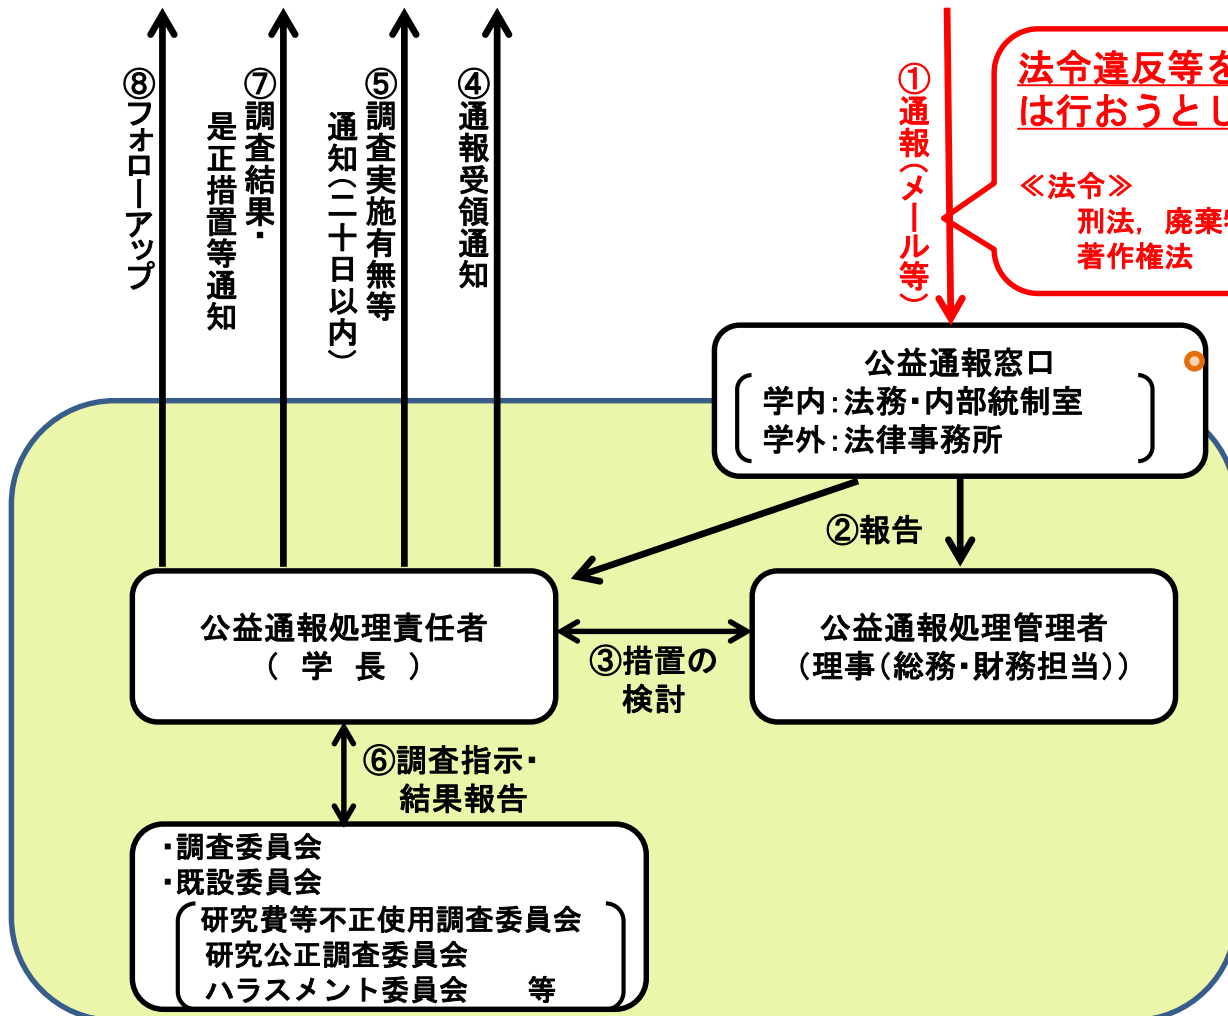 ⑧フォローアップ
⑦調査結果・
是正措置等通知
⑤調査実施有無等
通知(二十日以内)
④通報受領通知
①通報(メール等)
法令違反等を
は行おうとし
≪法令≫
刑法, 廃棄
著作権法
公益通報窓口
学内:法務・内部統制室
学外:法律事務所
②報告
公益通報処理責任者
( 学 長 )
③措置の
検討
公益通報処理管理者
(理事(総務・財務担当))
⑥調査指示・
結果報告
・調査委員会
・既設委員会
研究費等不正使用調査委員会
研究公正調査委員会
ハラスメント委員会 等